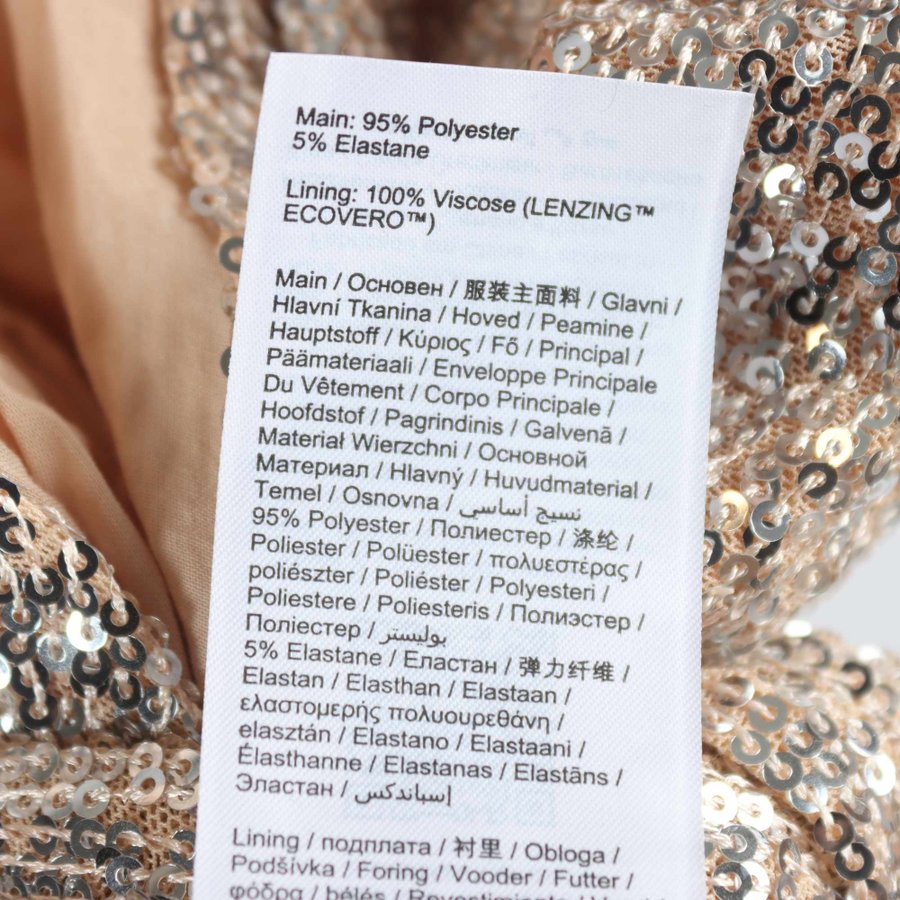 Main: 95% Polyester
5% Elastane
Lining: 100% Viscose (LENZING™
ECOVERO™)
Main / Основен / 服装主面料 / Glavni /
Hlavní Tkanina / Hoved / Peamine /
Hauptstoff / Κύριος / Fő / Principal /
Päämateriaali / Enveloppe Principale
Du Vêtement / Corpo Principale /
Hoofdstof / Pagrindinis / Galvenā /
Materiał Wierzchni / Основной
Материал / Hlavný / Huvudmaterial /
Temel / Osnovna / نسيج أساسي
95% Polyester / Полиестер / 涤纶 /
Poliester / Polüester / πολυεστέρας /
poliészter / Poliéster / Polyesteri /
Poliestere / Poliesteris / Полиэстер /
Поліестер / بوليستر
5% Elastane / Еластан / 弹力纤维 /
Elastan / Elasthan / Elastaan /
ελαστομερής πολυουρεθάνη /
elasztán / Elastano / Elastaani /
Élasthanne / Elastanas / Elastāns /
Эластан / إسباندكس
Lining / подплата / 衬里 / Obloga /
Podšívka / Foring / Vooder / Futter /
φόδρα / bélés / Revestimiento /